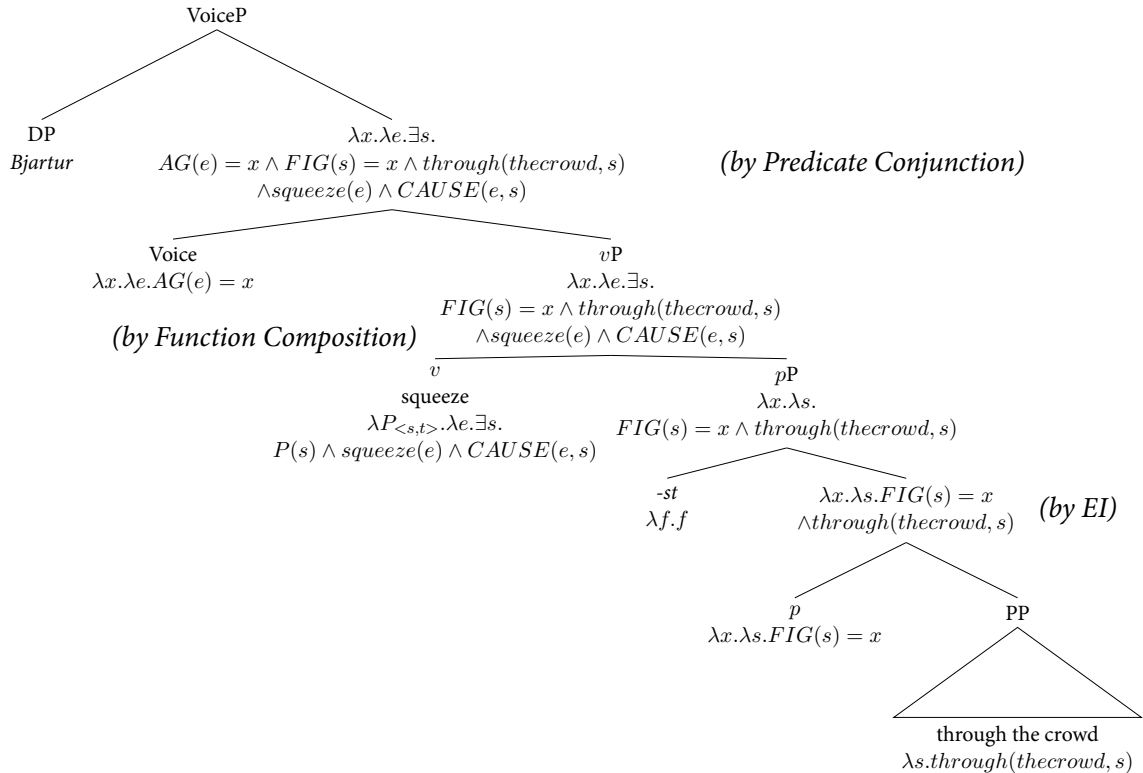 VoiceP
DP
Bjartur
λx.λe.∃s.
AG(e) = x ∧ FIG(s) = x ∧ through(thecrowd, s)
∧squeeze(e) ∧ CAUSE(e, s)
(by Predicate Conjunction)
Voice
λx.λe.AG(e) = x
vP
λx.λe.∃s.
FIG(s) = x ∧ through(thecrowd, s)
∧squeeze(e) ∧ CAUSE(e, s)
(by Function Composition)
v
squeeze
λP<s,t>.λe.∃s.
P(s) ∧ squeeze(e) ∧ CAUSE(e, s)
pP
λx.λs.
FIG(s) = x ∧ through(thecrowd, s)
-st
λf.f
λx.λs.FIG(s) = x
∧through(thecrowd, s)
(by EI)
p
λx.λs.FIG(s) = x
PP
through the crowd
λs.through(thecrowd, s)